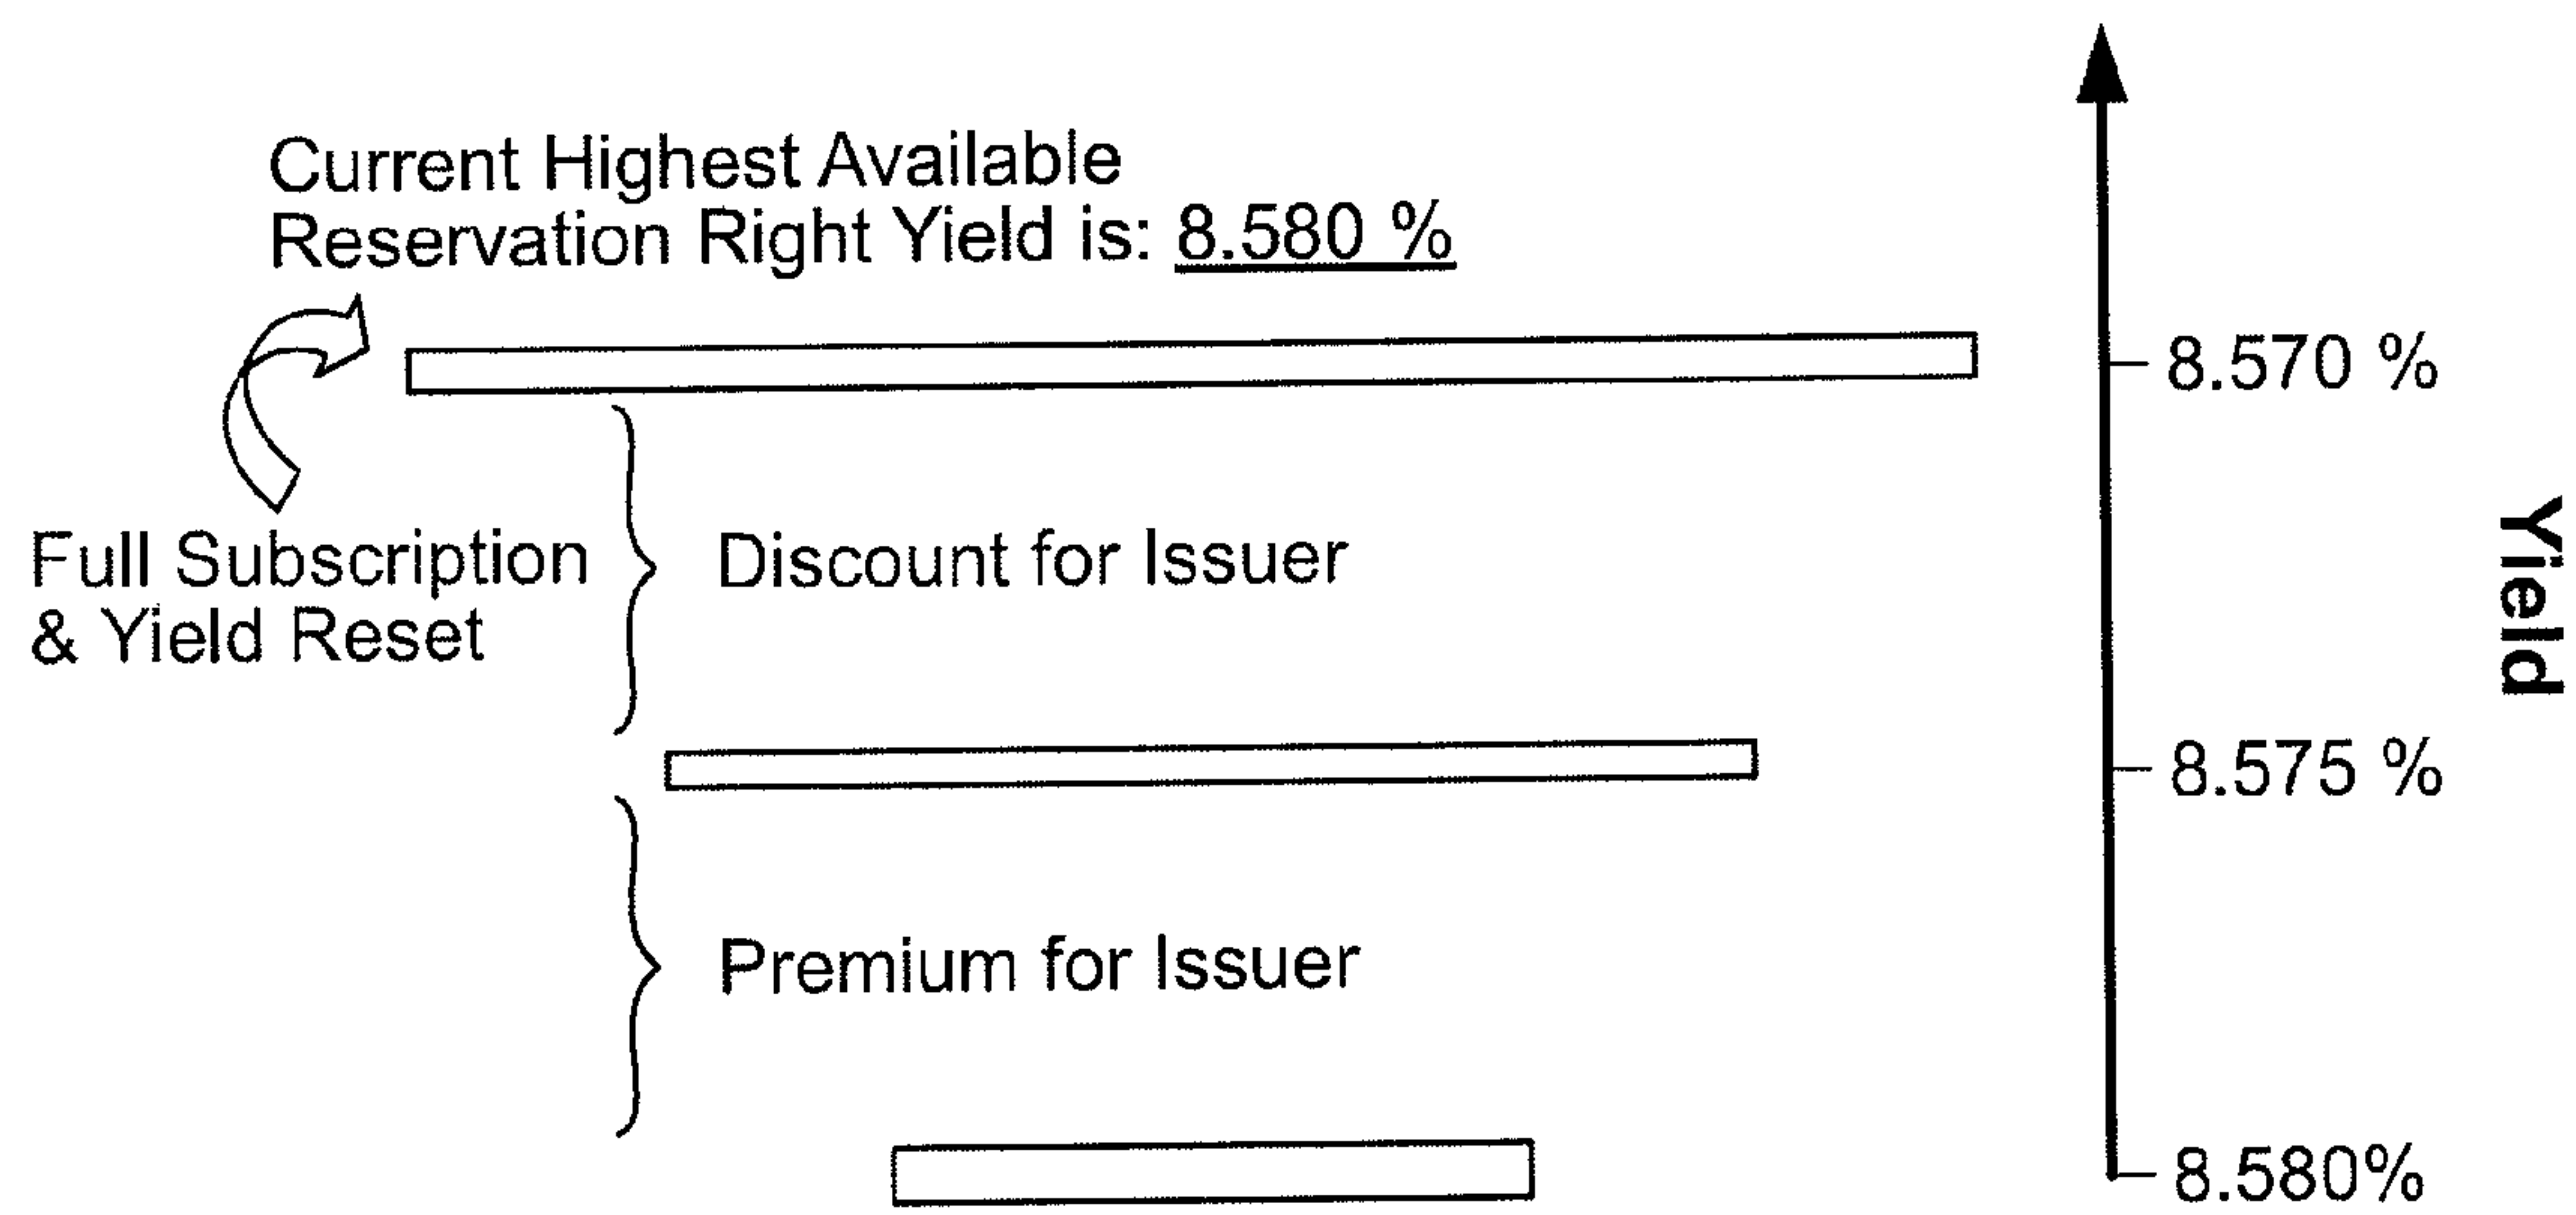 Current Highest Available
Reservation Right Yield is: 8.580 %
8.570 %
Full Subscription
& Yield Reset
Discount for Issuer
Yield
8.575 %
Premium for Issuer
8.580%